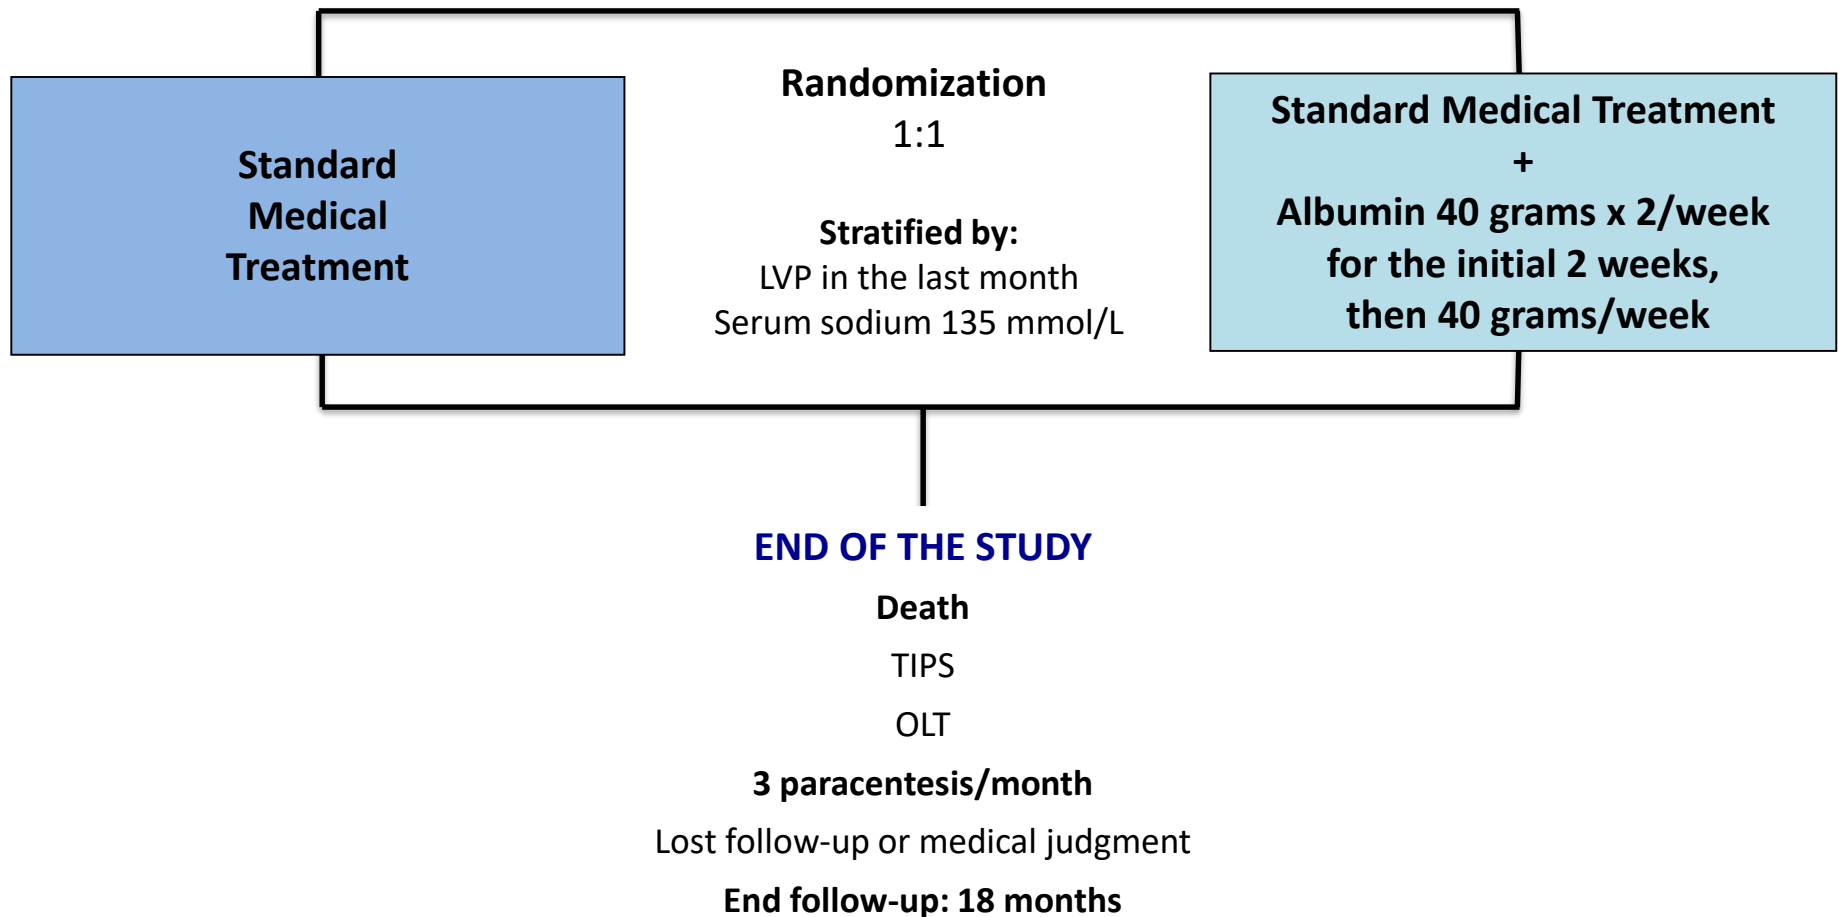 Standard
Medical
Treatment
Randomization
1:1
Stratified by:
LVP in the last month
Serum sodium 135 mmol/L
Standard Medical Treatment
+
Albumin 40 grams x 2/week
for the initial 2 weeks,
then 40 grams/week
END OF THE STUDY
Death
TIPS
OLT
3 paracentesis/month
Lost follow-up or medical judgment
End follow-up: 18 months